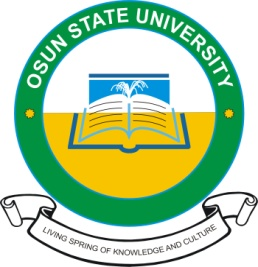 OSUN STATE UNIVERSITY
LIVING SPRING OF KNOWLEDGE AND CULTURE